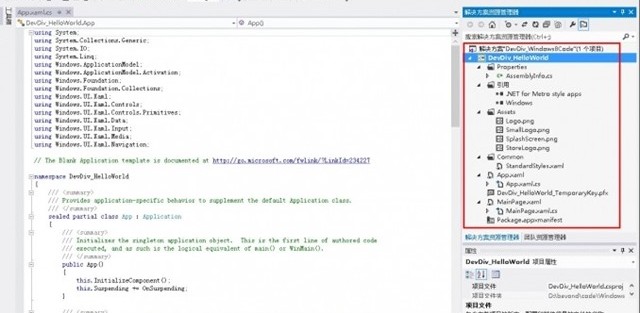 App.xaml.cs
DevDiv_HelloWorld.App
App()
using System;
using System.Collections.Generic;
using System.IO;
using System.Linq;
using Windows.ApplicationModel;
using Windows.ApplicationModel.Activation;
using Windows.Foundation;
using Windows.Foundation.Collections;
using Windows.UI.Xaml;
using Windows.UI.Xaml.Controls;
using Windows.UI.Xaml.Controls.Primitives;
using Windows.UI.Xaml.Data;
using Windows.UI.Xaml.Input;
using Windows.UI.Xaml.Media;
using Windows.UI.Xaml.Navigation;
// The Blank Application template is documented at http://go.microsoft.com/fwlink/?LinkId=234227
namespace DevDiv_HelloWorld
{
/// <summary>
/// Provides application-specific behavior to supplement the default Application class.
/// </summary>
sealed partial class App : Application
{
/// <summary>
/// Initializes the singleton application object.  This is the first line of authored code
/// executed, and as such is the logical equivalent of main() or WinMain().
/// </summary>
public App()
{
this.InitializeComponent();
this.Suspending += OnSuspending;
}
/// <summary>
解决方案资源管理器
搜索解决方案资源管理器(Ctrl+;)
解决方案"DevDiv_Windows8Code"(1 个项目)
DevDiv_HelloWorld
Properties
AssemblyInfo.cs
引用
.NET for Metro style apps
Windows
Assets
Logo.png
SmallLogo.png
SplashScreen.png
StoreLogo.png
Common
StandardStyles.xaml
App.xaml
App.xaml.cs
DevDiv_HelloWorld_TemporaryKey.pfx
MainPage.xaml
MainPage.xaml.cs
Package.appxmanifest
解决方案资源管理器 团队资源管理器
属性
DevDiv_HelloWorld 项目属性
项目文件 DevDiv_HelloWorld.csproj
项目文件夹